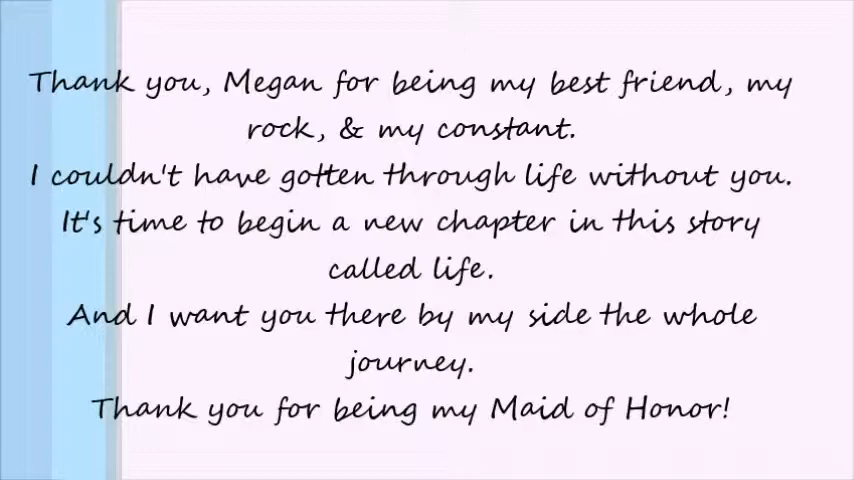 Thank you, Megan for being my best friend, my
rock, & my constant.
I couldn't have gotten through life without you.
It's time to begin a new chapter in this story
called life.
And I want you there by my side the whole
journey.
Thank you for being my Maid of Honor!